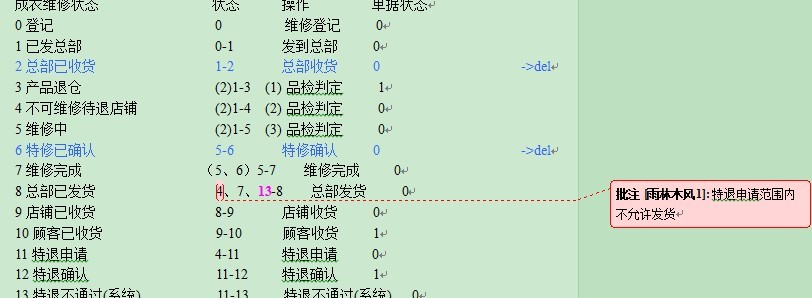 成衣维修状态 状态 操作 单据状态
0 登记 0 维修登记 0
1 已发总部 0-1 发到总部 0
2 总部已收货 1-2 总部收货 0 ->del
3 产品退仓 (2)1-3 (1) 品检判定 1
4 不可维修待退店铺 (2)1-4 (2) 品检判定 0
5 维修中 (2)1-5 (3) 品检判定 0
6 特修已确认 5-6 特修确认 0 ->del
7 维修完成 （5、6）5-7 维修完成 0
8 总部已发货 4、7、13-8 总部发货 0
批注 [雨林木风1]: 特退申请范围内
不允许发货
9 店铺已收货 8-9 店铺收货 0
10 顾客已收货 9-10 顾客收货 1
11 特退申请 4-11 特退申请 0
12 特退确认 11-12 特退确认 1
13 特退不通过(系统) 11-13 特退不通过(系统) 0